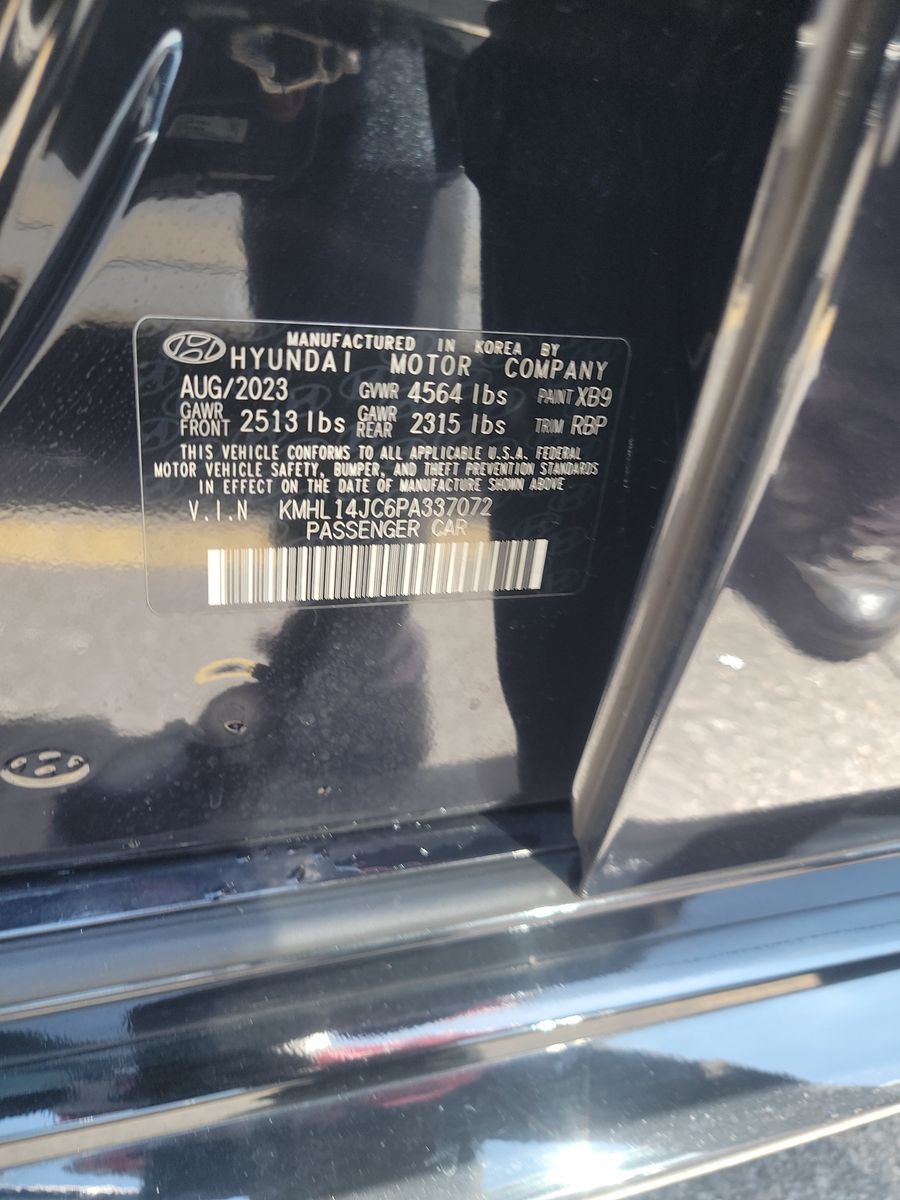 MANUFACTURED IN KOREA BY
HYUNDAI MOTOR COMPANY
AUG/2023 GVWR 4564 lbs PAINT XB9
GAWR FRONT 2513 lbs GAWR REAR 2315 lbs TRIM RBP
THIS VEHICLE CONFORMS TO ALL APPLICABLE U.S.A. FEDERAL
MOTOR VEHICLE SAFETY, BUMPER, AND THEFT PREVENTION STANDARDS
IN EFFECT ON THE DATE OF MANUFACTURE SHOWN ABOVE
V.I.N KMHL14JC6PA337072
PASSENGER CAR